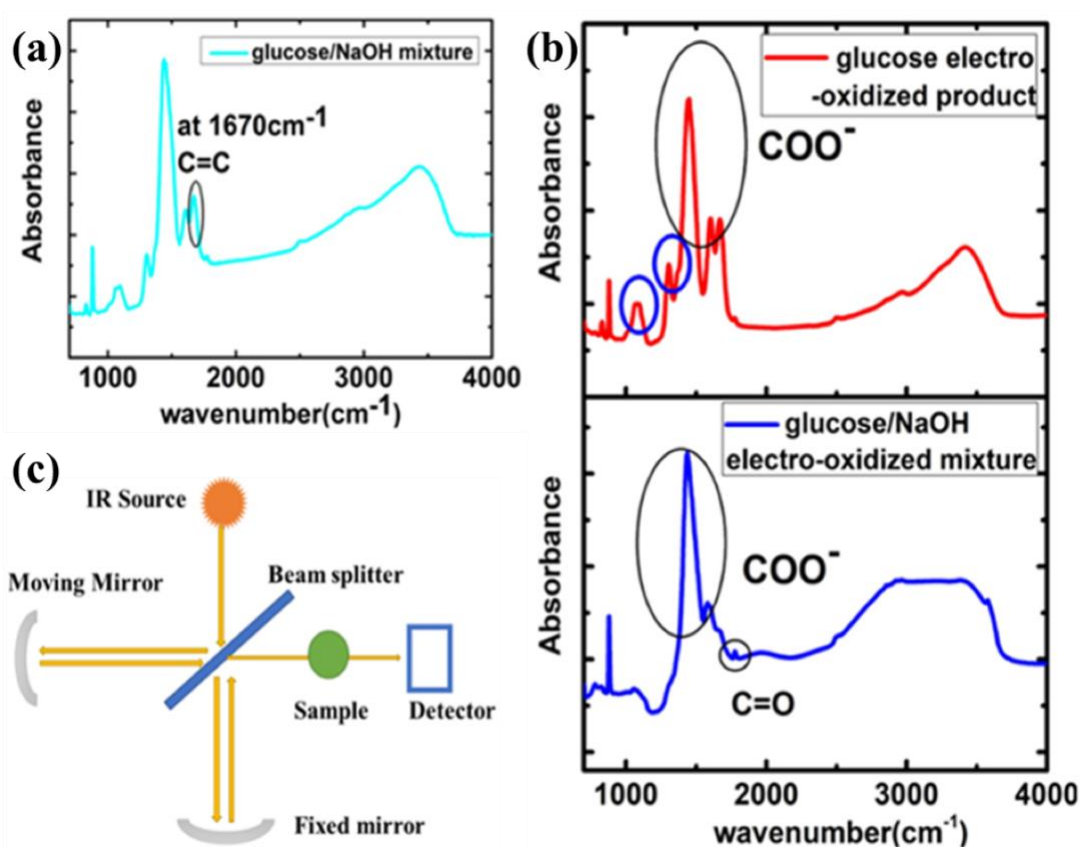 (a)
glucose/NaOH mixture
at 1670cm-1
C=C
Absorbance
1000 2000 3000 4000
wavenumber(cm-1)
(b)
glucose electro
-oxidized product
COO-
Absorbance
glucose/NaOH
electro-oxidized mixture
COO-
C=O
Absorbance
1000 2000 3000 4000
wavenumber(cm-1)
(c)
IR Source
Moving Mirror
Beam splitter
Sample
Detector
Fixed mirror